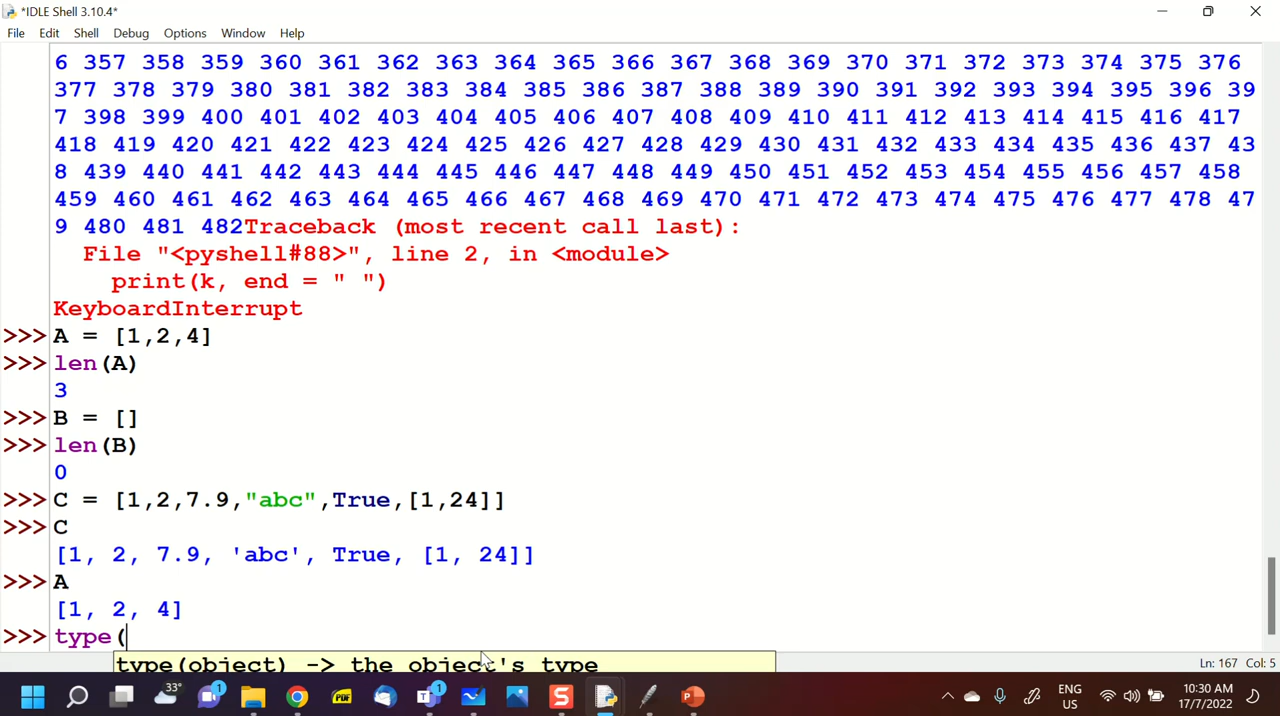 *IDLE Shell 3.10.4*
File Edit Shell Debug Options Window Help
6 357 358 359 360 361 362 363 364 365 366 367 368 369 370 371 372 373 374 375 376
377 378 379 380 381 382 383 384 385 386 387 388 389 390 391 392 393 394 395 396 39
7 398 399 400 401 402 403 404 405 406 407 408 409 410 411 412 413 414 415 416 417
418 419 420 421 422 423 424 425 426 427 428 429 430 431 432 433 434 435 436 437 43
8 439 440 441 442 443 444 445 446 447 448 449 450 451 452 453 454 455 456 457 458
459 460 461 462 463 464 465 466 467 468 469 470 471 472 473 474 475 476 477 478 47
9 480 481 482Traceback (most recent call last):
File "<pyshell#88>", line 2, in <module>
print(k, end = " ")
KeyboardInterrupt
>>> A = [1,2,4]
>>> len(A)
3
>>> B = []
>>> len(B)
0
>>> C = [1,2,7.9,"abc",True,[1,24]]
>>> C
[1, 2, 7.9, 'abc', True, [1, 24]]
>>> A
[1, 2, 4]
>>> type(
type(object) -> the object's type
Ln: 167 Col: 5
33°
1
PDF
T 1
S
P
ENG
US
10:30 AM
17/7/2022